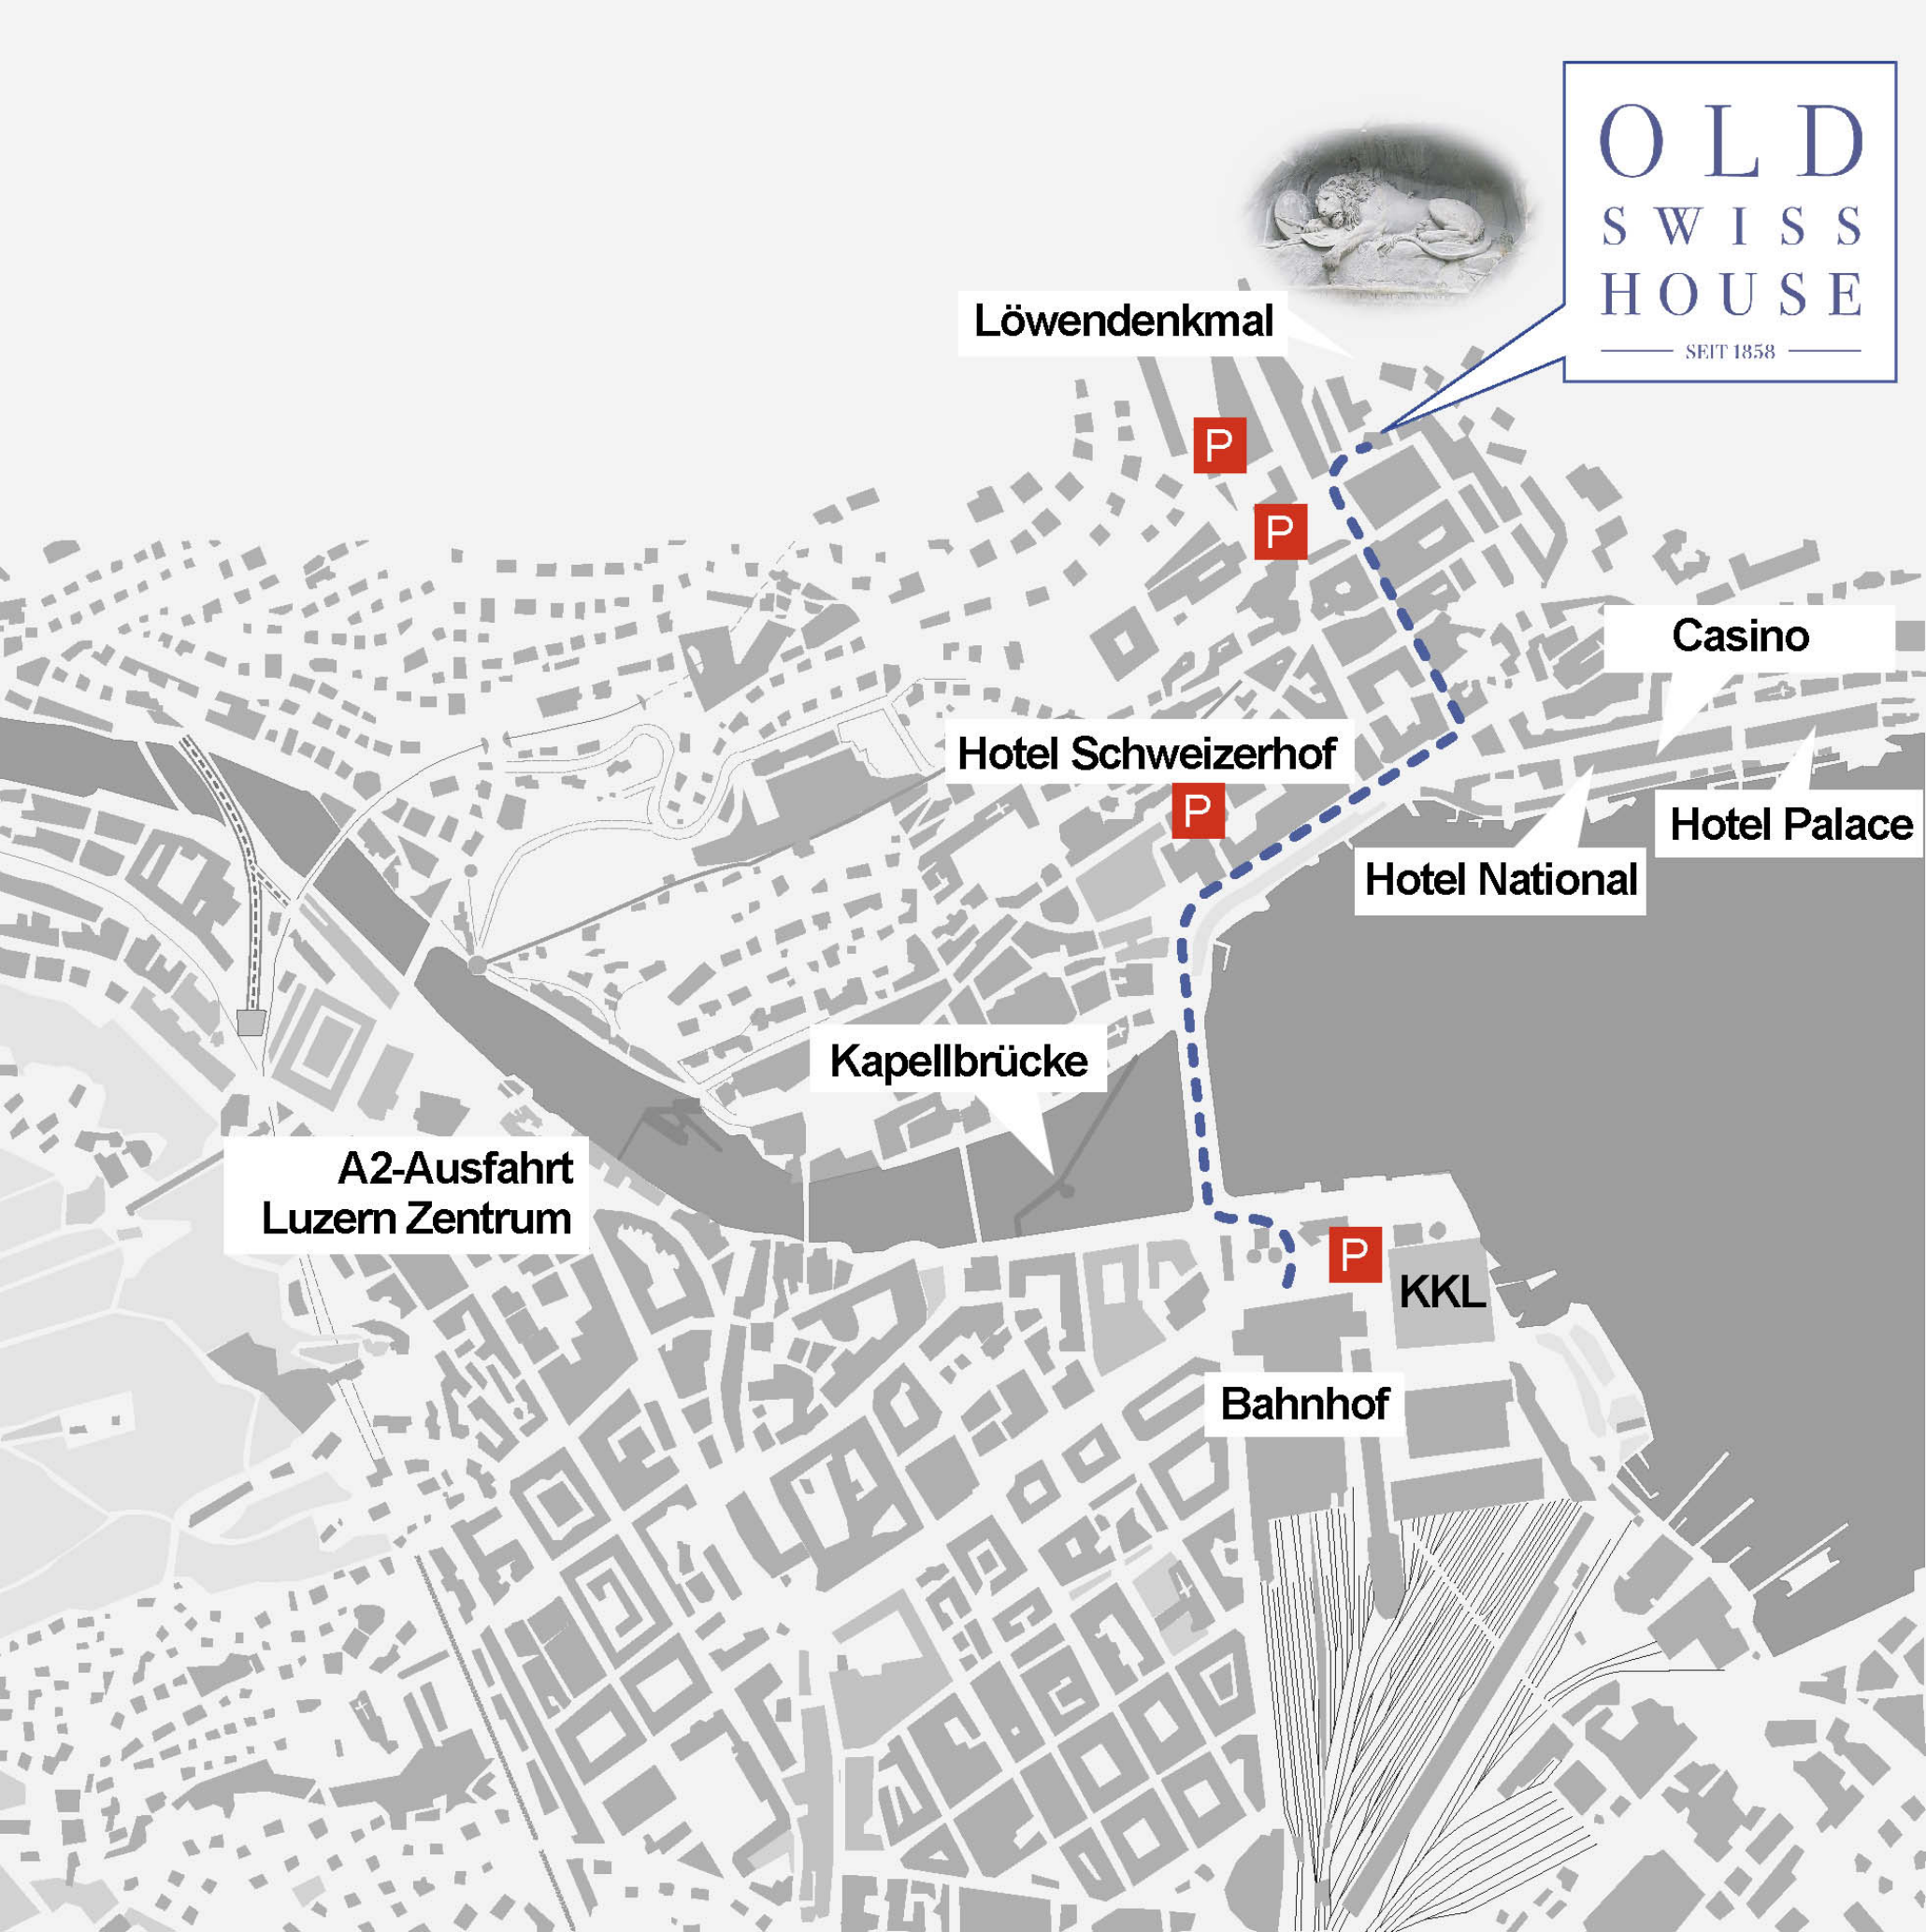 OLD
SWISS
HOUSE
SEIT 1858
Löwendenkmal
P
P
Casino
Hotel Schweizerhof
P
Hotel Palace
Hotel National
Kapellbrücke
A2-Ausfahrt
Luzern Zentrum
P
KKL
Bahnhof